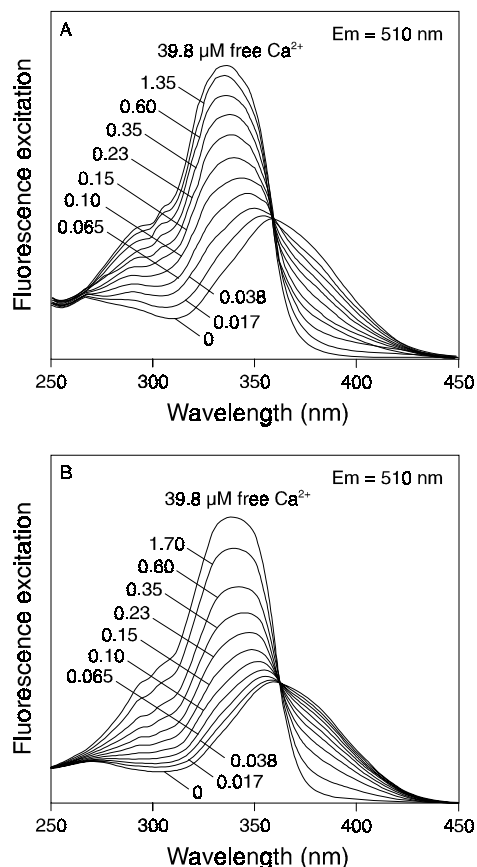 A
Em = 510 nm
39.8 µM free Ca²⁺
1.35
0.60
0.35
0.23
0.15
0.10
0.065
0.038
0.017
0
Fluorescence excitation
250 300 350 400 450
Wavelength (nm)
B
Em = 510 nm
39.8 µM free Ca²⁺
1.70
0.60
0.35
0.23
0.15
0.10
0.065
0.038
0.017
0
Fluorescence excitation
250 300 350 400 450
Wavelength (nm)